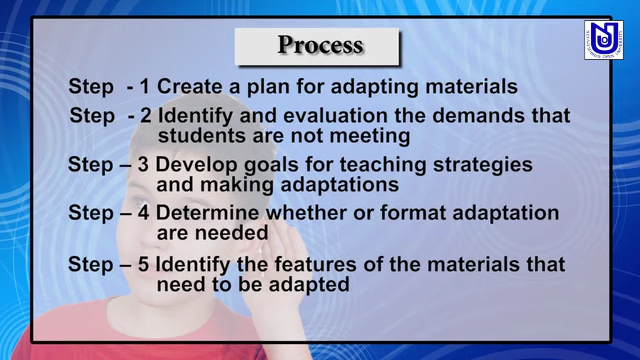 Process
Step - 1 Create a plan for adapting materials
Step - 2 Identify and evaluation the demands that
students are not meeting
Step – 3 Develop goals for teaching strategies
and making adaptations
Step – 4 Determine whether or format adaptation
are needed
Step – 5 Identify the features of the materials that
need to be adapted